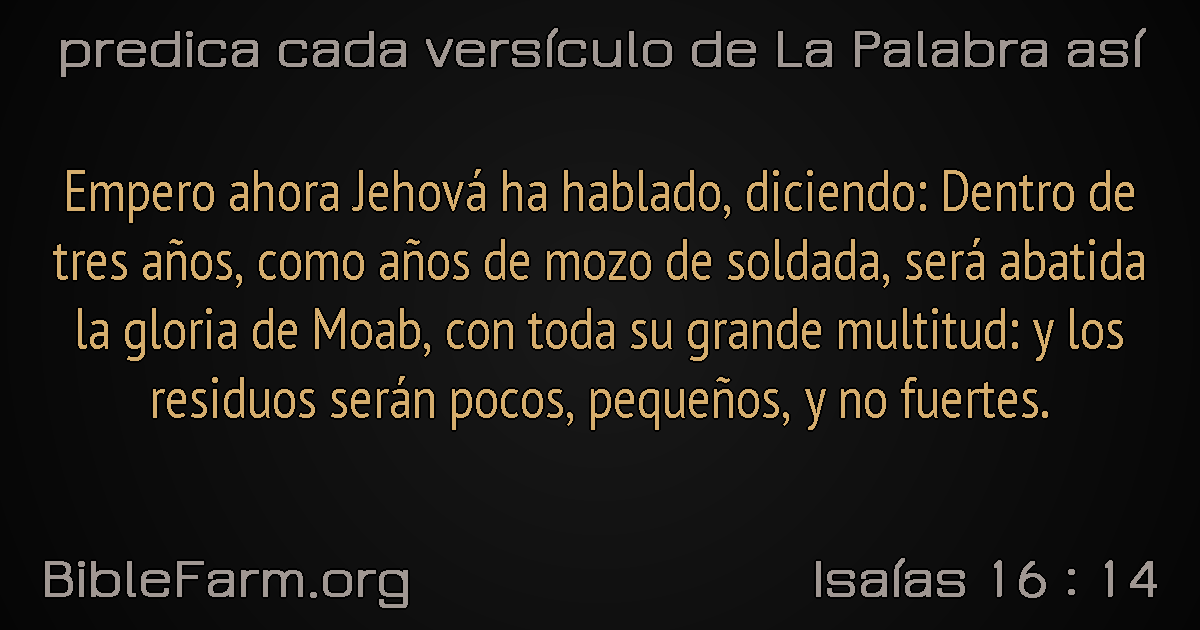 predica cada versículo de La Palabra así
Empero ahora Jehová ha hablado, diciendo: Dentro de
tres años, como años de mozo de soldada, será abatida
la gloria de Moab, con toda su grande multitud: y los
residuos serán pocos, pequeños, y no fuertes.
BibleFarm.org
Isaías 16 : 14